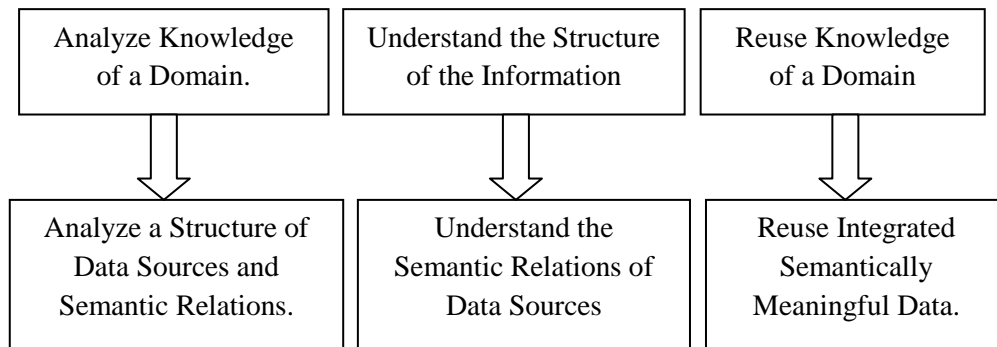 Analyze Knowledge
of a Domain.
Understand the Structure
of the Information
Reuse Knowledge
of a Domain
Analyze a Structure of
Data Sources and
Semantic Relations.
Understand the
Semantic Relations of
Data Sources
Reuse Integrated
Semantically
Meaningful Data.